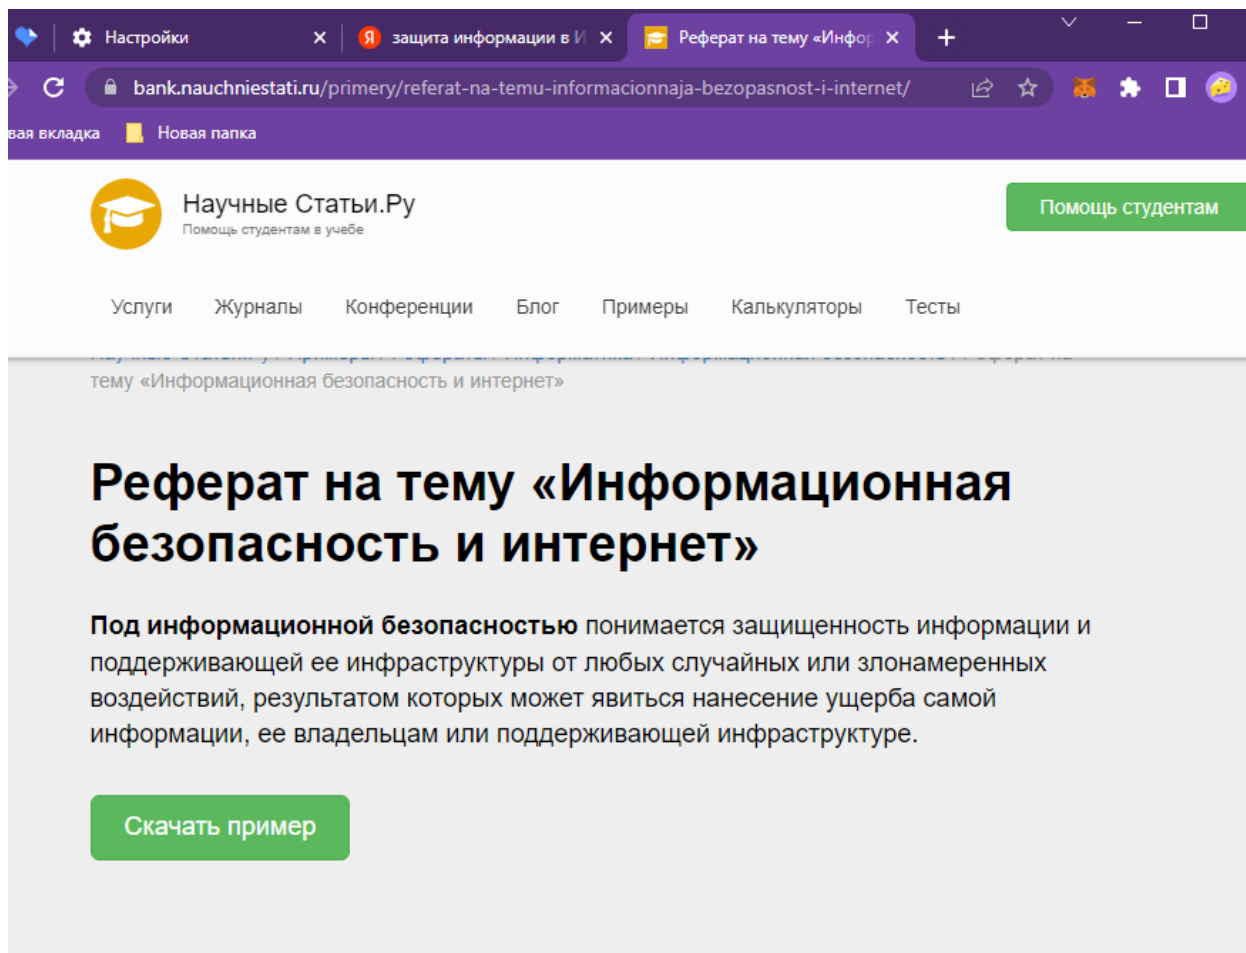 Настройки
Я защита информации в И
Реферат на тему «Инфор
bank.nauchniestati.ru/primery/referat-na-temu-informacionnaja-bezopasnost-i-internet/
вая вкладка
Новая папка
Научные Статьи.Ру
Помощь студентам в учебе
Помощь студентам
Услуги Журналы Конференции Блог Примеры Калькуляторы Тесты
тему «Информационная безопасность и интернет»
Реферат на тему «Информационная
безопасность и интернет»
Под информационной безопасностью понимается защищенность информации и
поддерживающей ее инфраструктуры от любых случайных или злонамеренных
воздействий, результатом которых может явиться нанесение ущерба самой
информации, ее владельцам или поддерживающей инфраструктуре.
Скачать пример